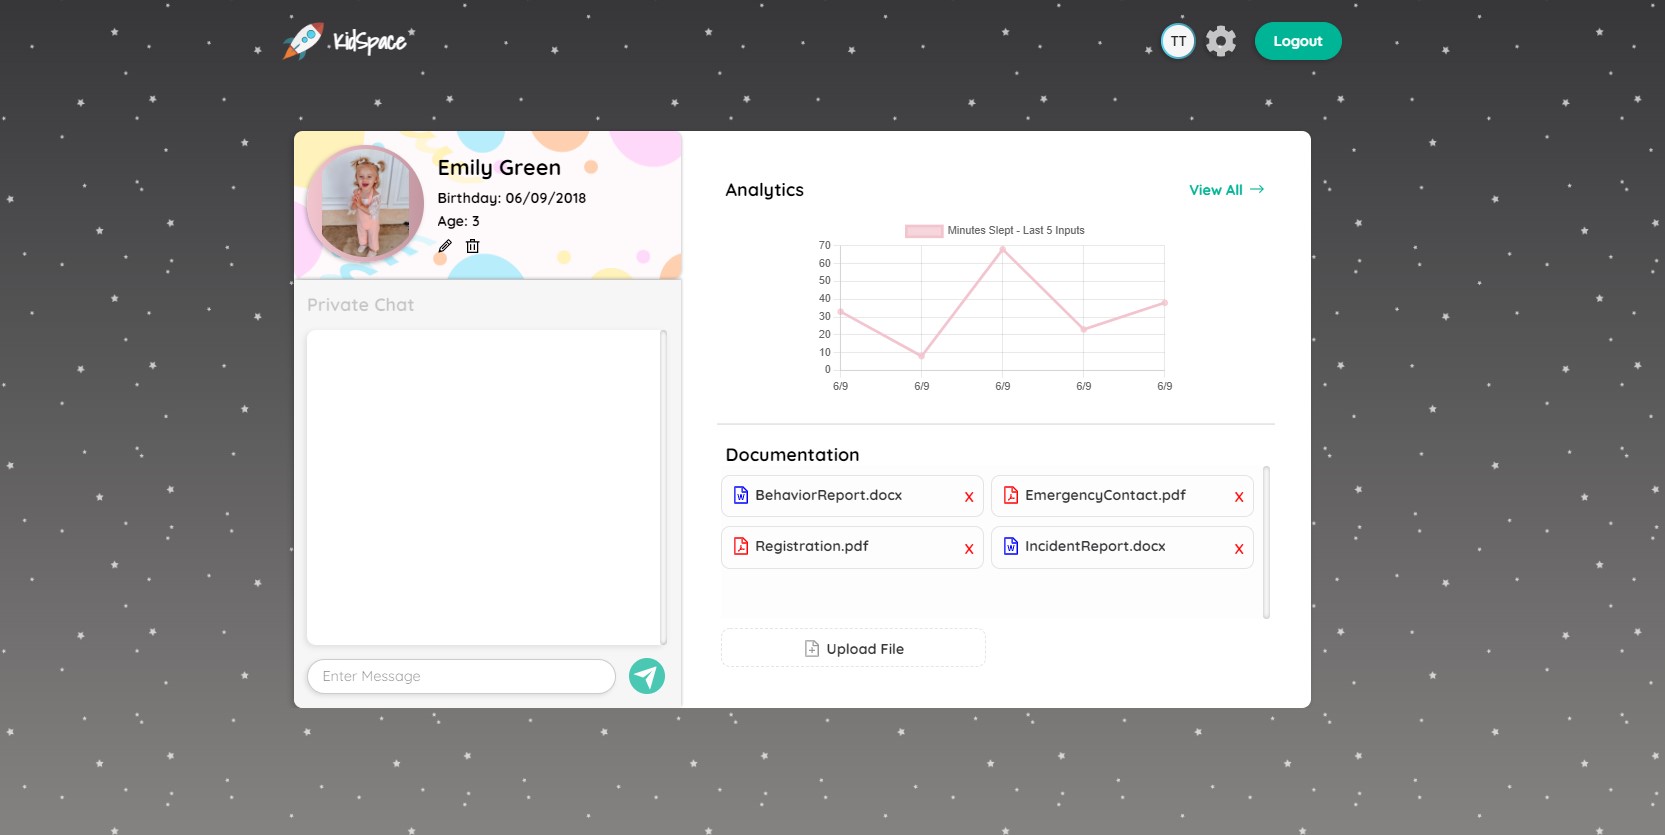 KidSpace
TT
Logout
Emily Green
Birthday: 06/09/2018
Age: 3
Private Chat
Enter Message
Analytics
View All
Minutes Slept - Last 5 Inputs
70
60
50
40
30
20
10
0
6/9 6/9 6/9 6/9 6/9
Documentation
BehaviorReport.docx X
EmergencyContact.pdf X
Registration.pdf X
IncidentReport.docx X
Upload File